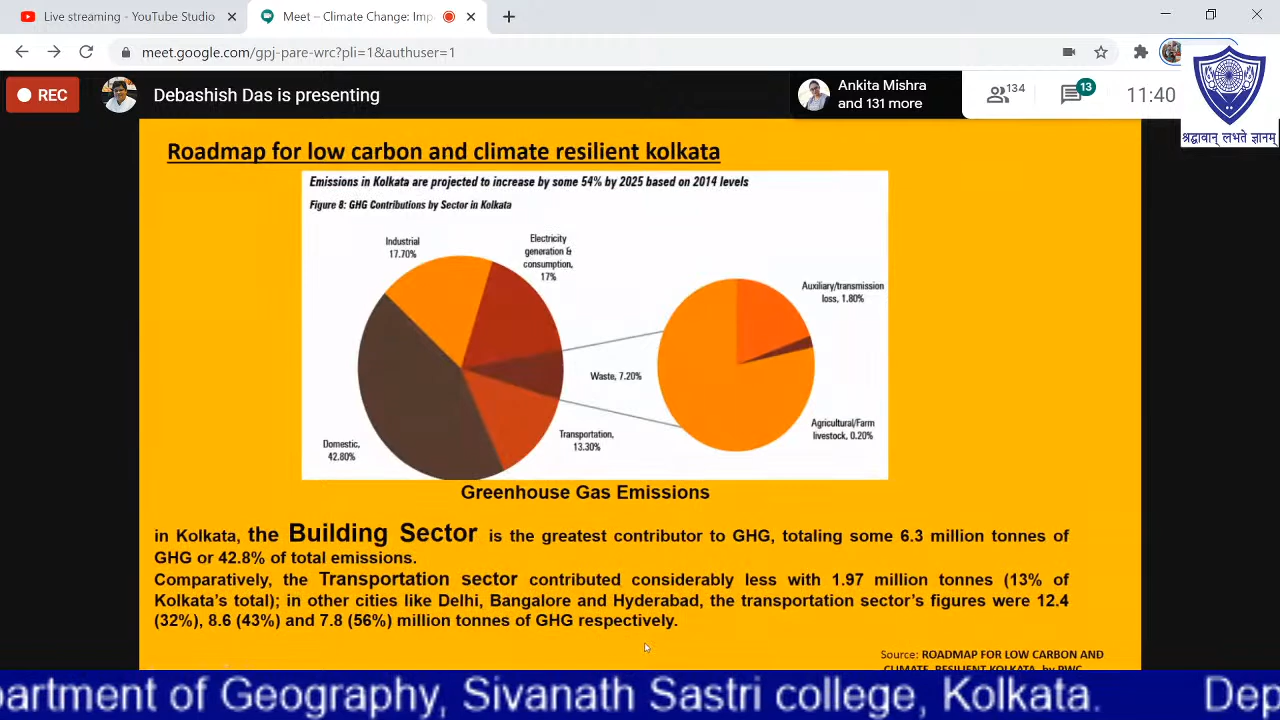 Live streaming - YouTube Studio
Meet – Climate Change: Imp
meet.google.com/gpj-pare-wrc?pli=1&authuser=1
REC
Debashish Das is presenting
Ankita Mishra
and 131 more
134
13
11:40
श्रद्धावान् लभते ज्ञानम्
Roadmap for low carbon and climate resilient kolkata
Emissions in Kolkata are projected to increase by some 54% by 2025 based on 2014 levels
Figure 8: GHG Contributions by Sector in Kolkata
Industrial
17.70%
Electricity
generation &
consumption,
17%
Auxiliary/transmission
loss, 1.80%
Waste, 7.20%
Domestic,
42.80%
Transportation,
13.30%
Agricultural/Farm
livestock, 0.20%
Greenhouse Gas Emissions
in Kolkata, the Building Sector is the greatest contributor to GHG, totaling some 6.3 million tonnes of
GHG or 42.8% of total emissions.
Comparatively, the Transportation sector contributed considerably less with 1.97 million tonnes (13% of
Kolkata's total); in other cities like Delhi, Bangalore and Hyderabad, the transportation sector's figures were 12.4
(32%), 8.6 (43%) and 7.8 (56%) million tonnes of GHG respectively.
Source: ROADMAP FOR LOW CARBON AND
CLIMATE RESILIENT KOLKATA, by PWC
partment of Geography, Sivanath Sastri college, Kolkata. Dep